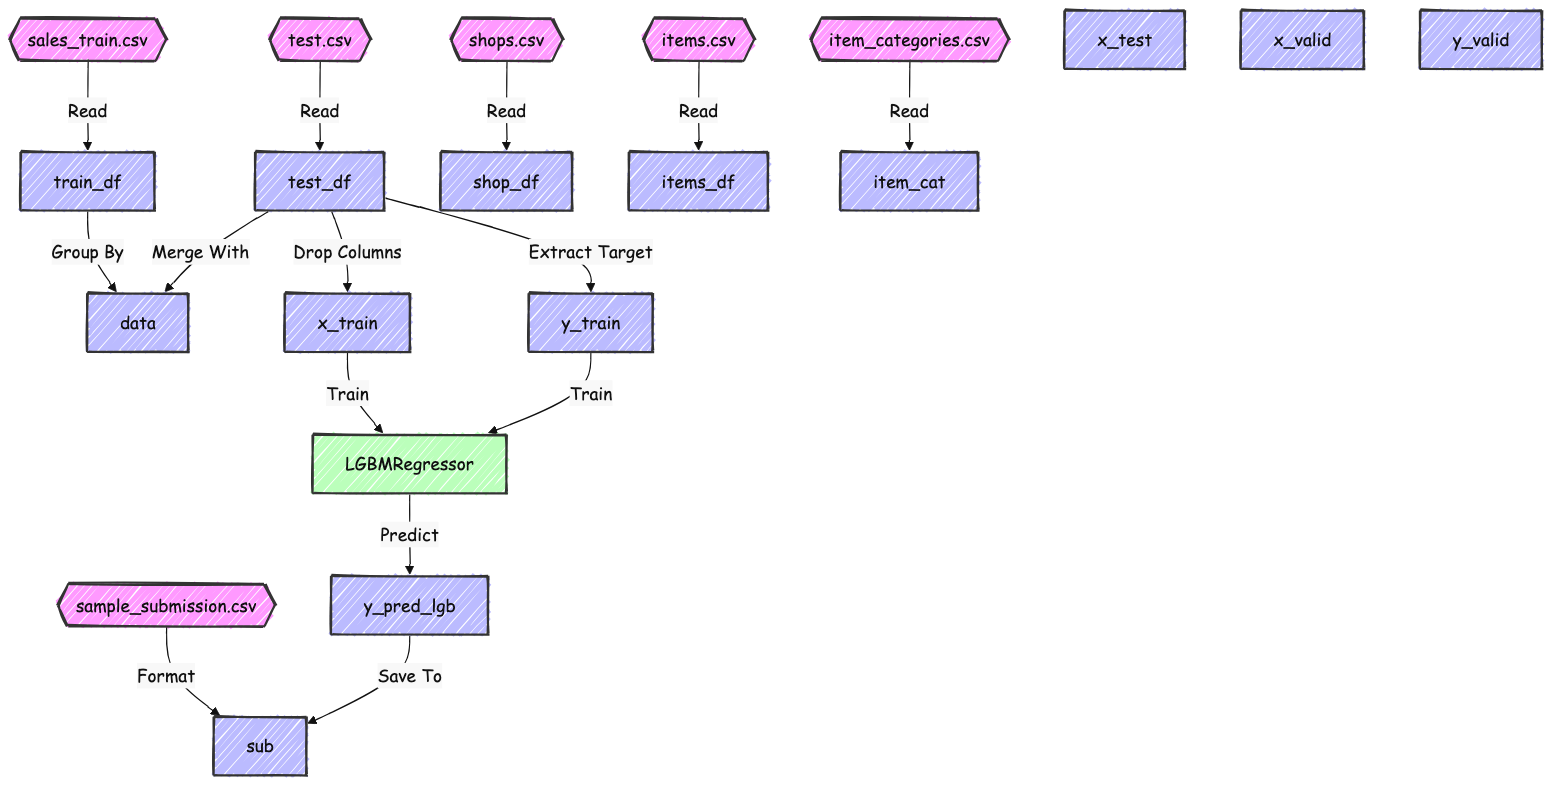 sales_train.csv
test.csv
shops.csv
items.csv
item_categories.csv
x_test
x_valid
y_valid
Read
Read
Read
Read
Read
train_df
test_df
shop_df
items_df
item_cat
Group By
Merge With
Drop Columns
Extract Target
data
x_train
y_train
Train
Train
LGBMRegressor
Predict
sample_submission.csv
y_pred_lgb
Format
Save To
sub